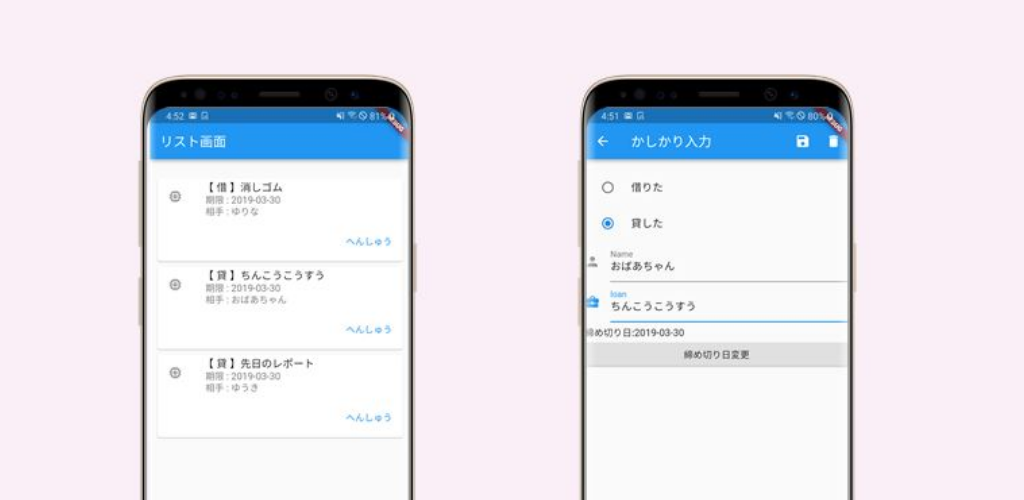 4:52
81%
リスト画面
【 借 】消しゴム
期限 : 2019-03-30
相手 : ゆりな
へんしゅう
【 貸 】ちんこうこうすう
期限 : 2019-03-30
相手 : おばあちゃん
へんしゅう
【 貸 】先日のレポート
期限 : 2019-03-30
相手 : ゆうき
へんしゅう
4:51
80%
かしかり入力
借りた
貸した
Name
おばあちゃん
loan
ちんこうこうすう
締め切り日:2019-03-30
締め切り日変更